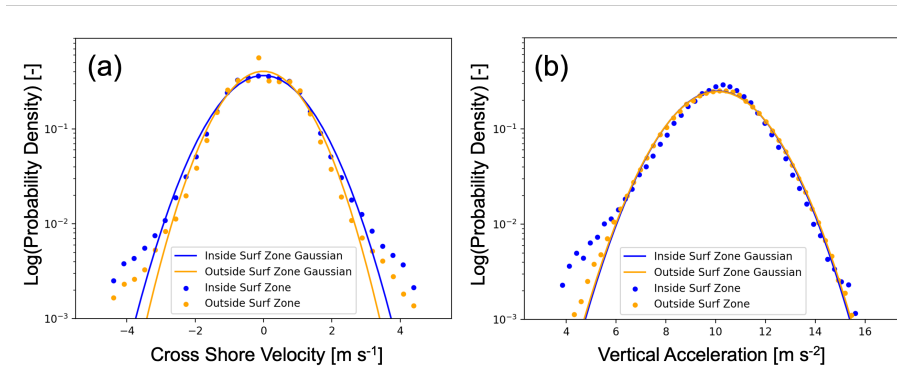 (a)
Log(Probability Density) [-]
10⁻¹
10⁻²
10⁻³
Inside Surf Zone Gaussian
Outside Surf Zone Gaussian
Inside Surf Zone
Outside Surf Zone
−4 −2 0 2 4
Cross Shore Velocity [m s⁻¹]
(b)
Log(Probability Density) [-]
10⁻¹
10⁻²
10⁻³
Inside Surf Zone Gaussian
Outside Surf Zone Gaussian
Inside Surf Zone
Outside Surf Zone
4 6 8 10 12 14 16
Vertical Acceleration [m s⁻²]